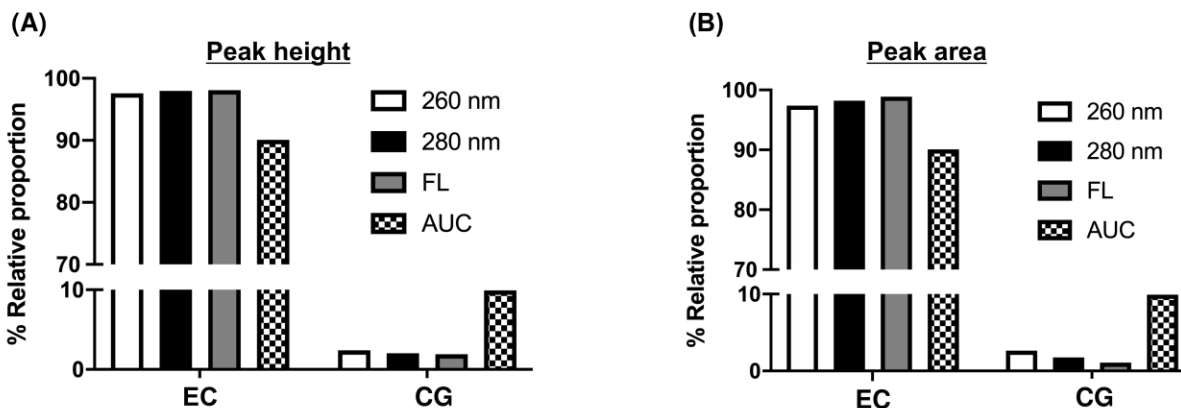 (A)
Peak height
% Relative proportion
100
90
80
70
10
0
EC CG
260 nm
280 nm
FL
AUC
(B)
Peak area
% Relative proportion
100
90
80
70
10
0
EC CG
260 nm
280 nm
FL
AUC